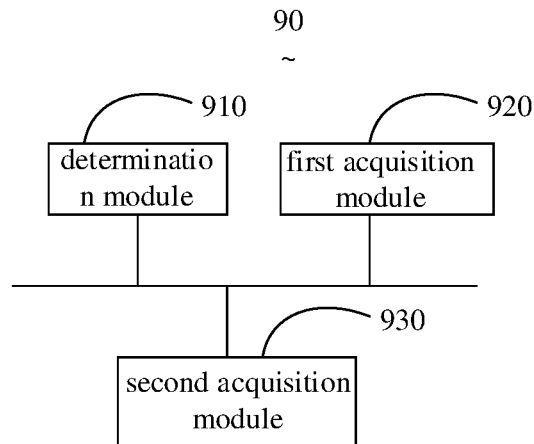 90
~
910
920
determinatio
n module
first acquisition
module
930
second acquisition
module